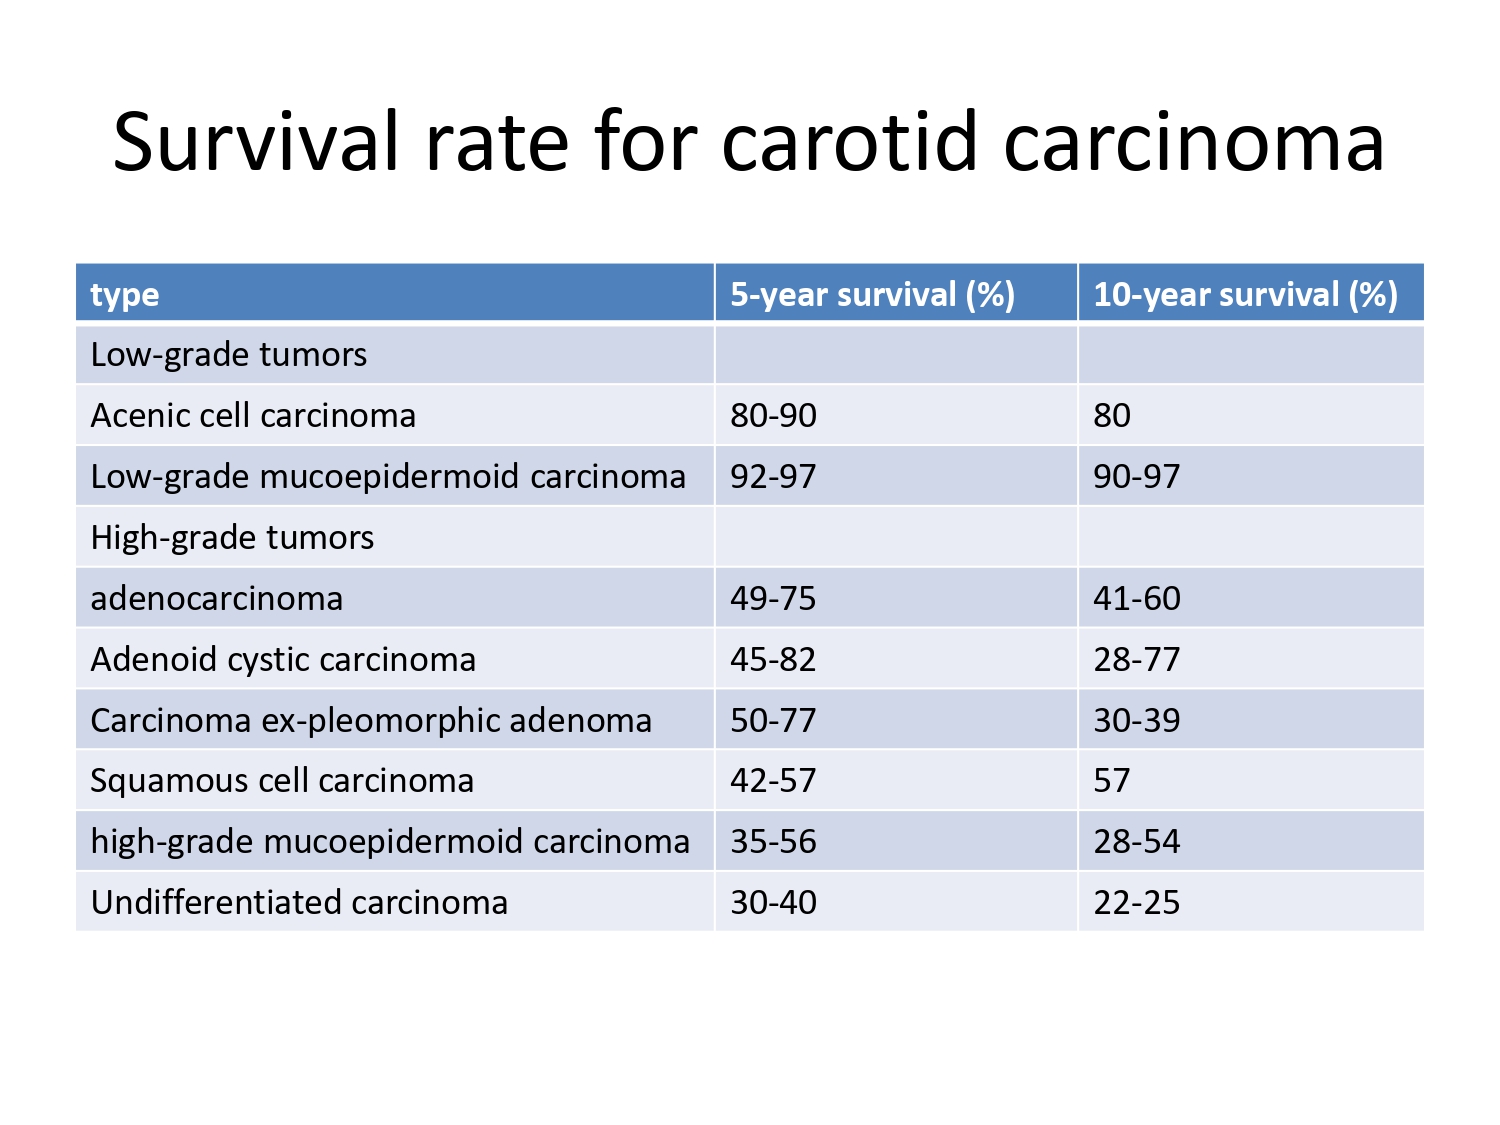 Survival rate for carotid carcinoma
type 5-year survival (%) 10-year survival (%)
Low-grade tumors
Acenic cell carcinoma 80-90 80
Low-grade mucoepidermoid carcinoma 92-97 90-97
High-grade tumors
adenocarcinoma 49-75 41-60
Adenoid cystic carcinoma 45-82 28-77
Carcinoma ex-pleomorphic adenoma 50-77 30-39
Squamous cell carcinoma 42-57 57
high-grade mucoepidermoid carcinoma 35-56 28-54
Undifferentiated carcinoma 30-40 22-25